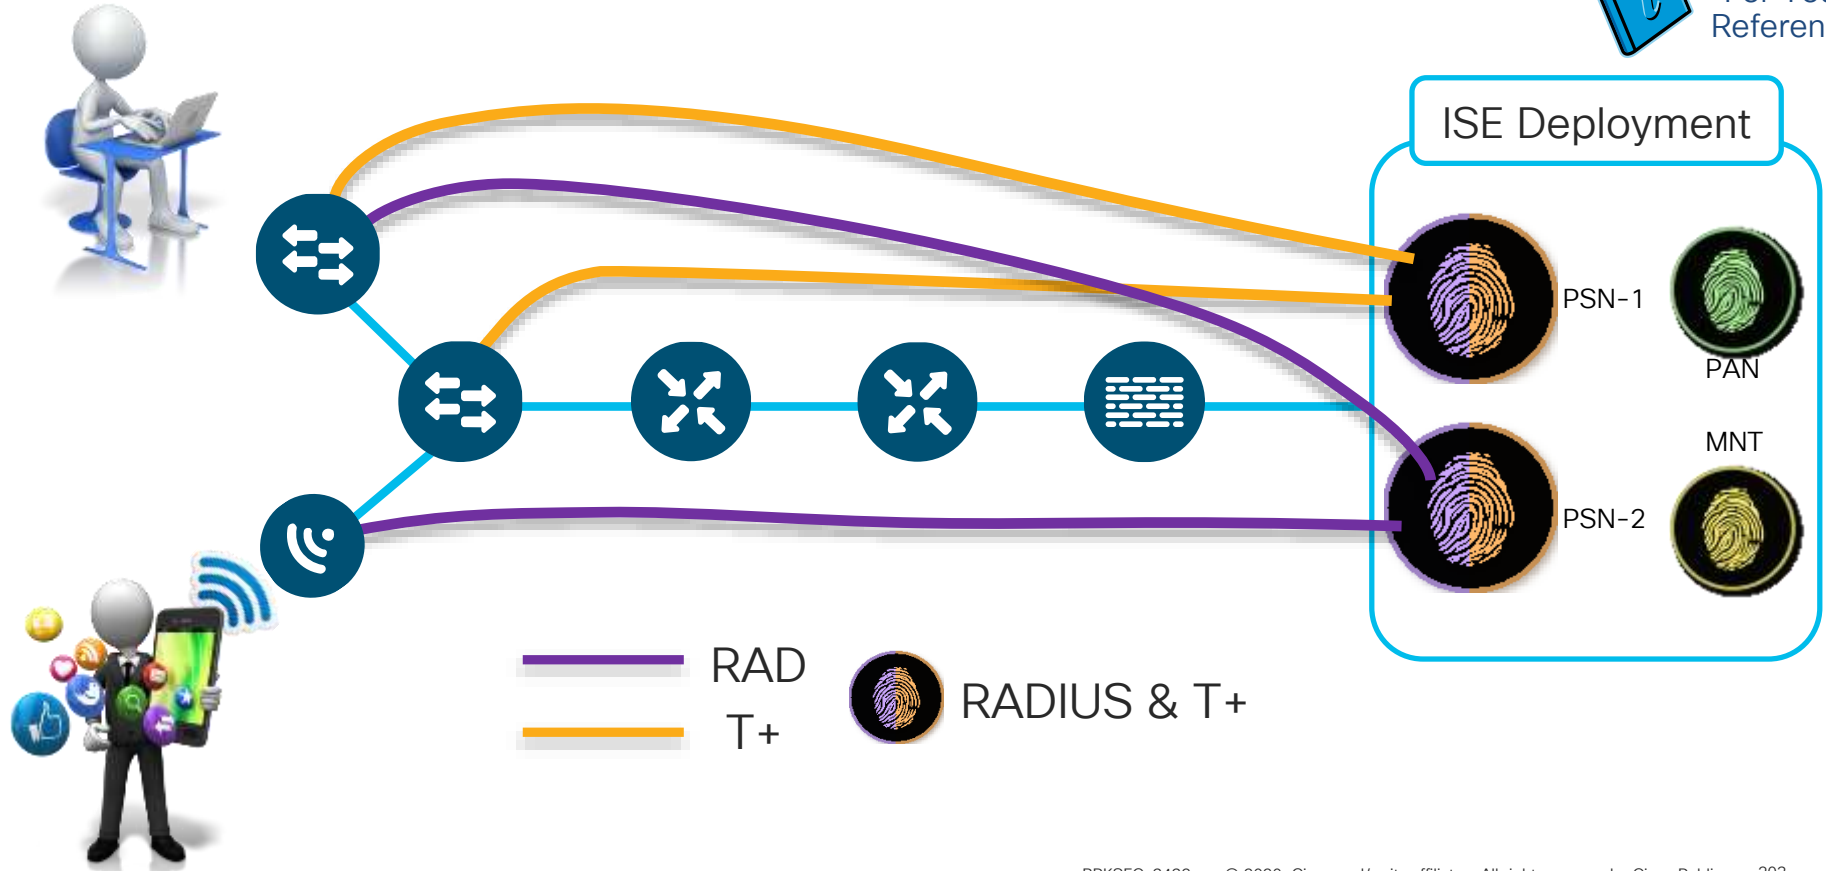 Referen
ISE Deployment
PSN-1
PAN
MNT
PSN-2
RAD
T+
RADIUS & T+